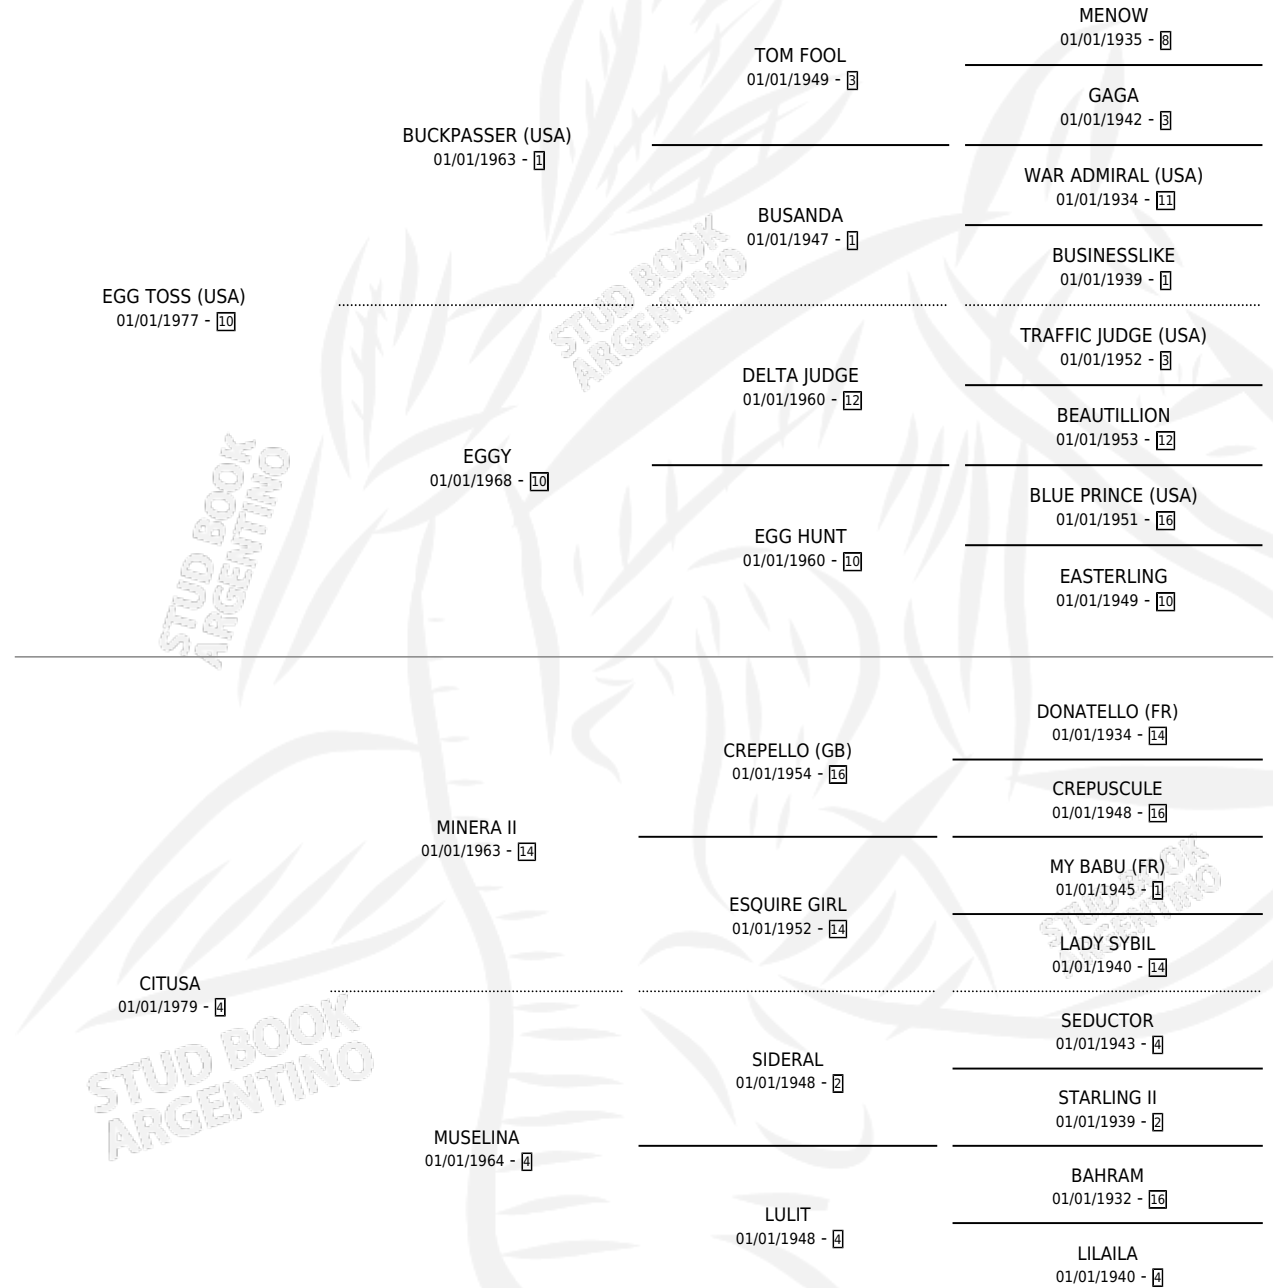 MENOW
01/01/1935 - 8
TOM FOOL
01/01/1949 - 3
GAGA
01/01/1942 - 3
BUCKPASSER (USA)
01/01/1963 - 1
WAR ADMIRAL (USA)
01/01/1934 - 11
BUSANDA
01/01/1947 - 1
BUSINESSLIKE
01/01/1939 - 1
EGG TOSS (USA)
01/01/1977 - 10
STUD BOOK
ARGENTINO
TRAFFIC JUDGE (USA)
01/01/1952 - 3
DELTA JUDGE
01/01/1960 - 12
BEAUTILLION
01/01/1953 - 12
EGGY
01/01/1968 - 10
BLUE PRINCE (USA)
01/01/1951 - 16
EGG HUNT
01/01/1960 - 10
EASTERLING
01/01/1949 - 10
STUD BOOK
ARGENTINO
DONATELLO (FR)
01/01/1934 - 14
CREPELLO (GB)
01/01/1954 - 16
CREPUSCULE
01/01/1948 - 16
MINERA II
01/01/1963 - 14
MY BABU (FR)
01/01/1945 - 1
ESQUIRE GIRL
01/01/1952 - 14
STUD BOOK
ARGENTINO
LADY SYBIL
01/01/1940 - 14
CITUSA
01/01/1979 - 4
STUD BOOK
ARGENTINO
SEDUCTOR
01/01/1943 - 4
SIDERAL
01/01/1948 - 2
STARLING II
01/01/1939 - 2
MUSELINA
01/01/1964 - 4
BAHRAM
01/01/1932 - 16
LULIT
01/01/1948 - 4
LILAILA
01/01/1940 - 4